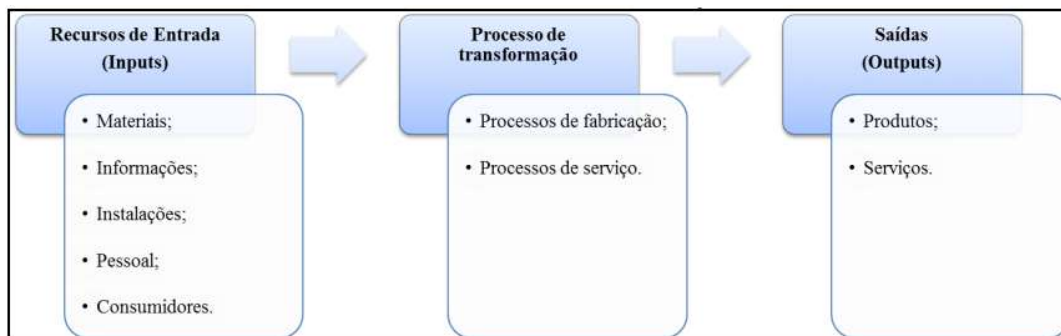 Recursos de Entrada
(Inputs)
• Materiais;
• Informações;
• Instalações;
• Pessoal;
• Consumidores.
Processo de
transformação
• Processos de fabricação;
• Processos de serviço.
Saídas
(Outputs)
• Produtos;
• Serviços.